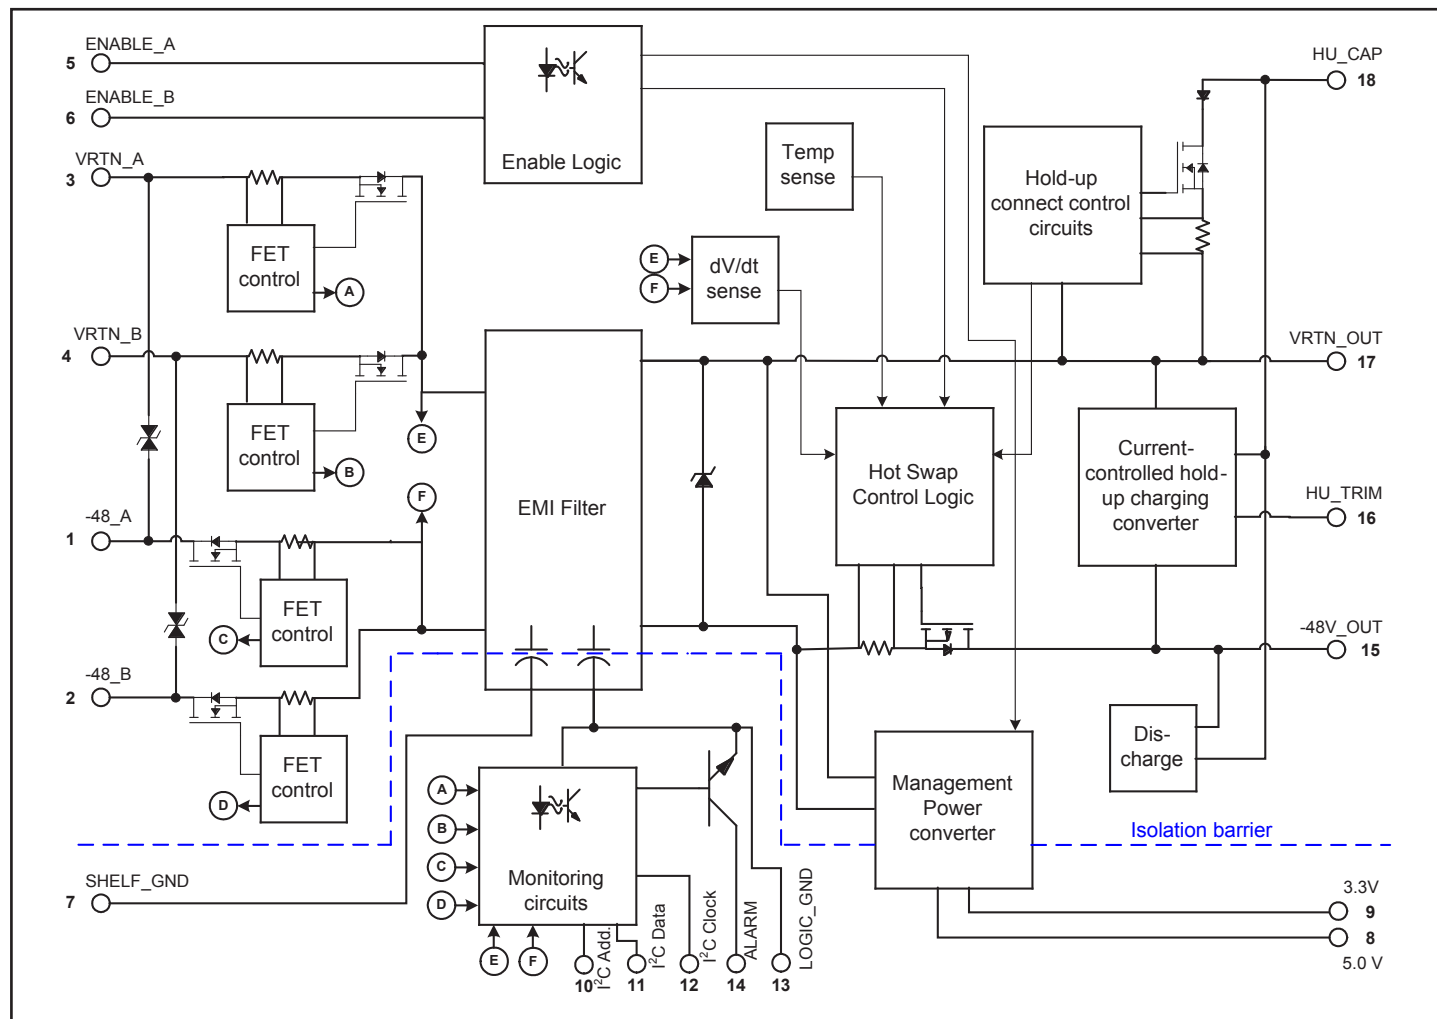 ENABLE_A
5
ENABLE_B
6
VRTN_A
3
FET
control
A
VRTN_B
4
FET
control
B
E
F
-48_A
1
FET
control
C
-48_B
2
FET
control
D
SHELF_GND
7
Enable Logic
Temp
sense
E
F
dV/dt
sense
EMI Filter
Hot Swap
Control Logic
Hold-up
connect control
circuits
HU_CAP
18
VRTN_OUT
17
Current-
controlled hold-
up charging
converter
HU_TRIM
16
-48V_OUT
15
Dis-
charge
Management
Power
converter
Isolation barrier
3.3V
9
8
5.0 V
A
B
C
D
Monitoring
circuits
E
F
I²C Add.
10
I²C Data
11
I²C Clock
12
ALARM
14
LOGIC_GND
13